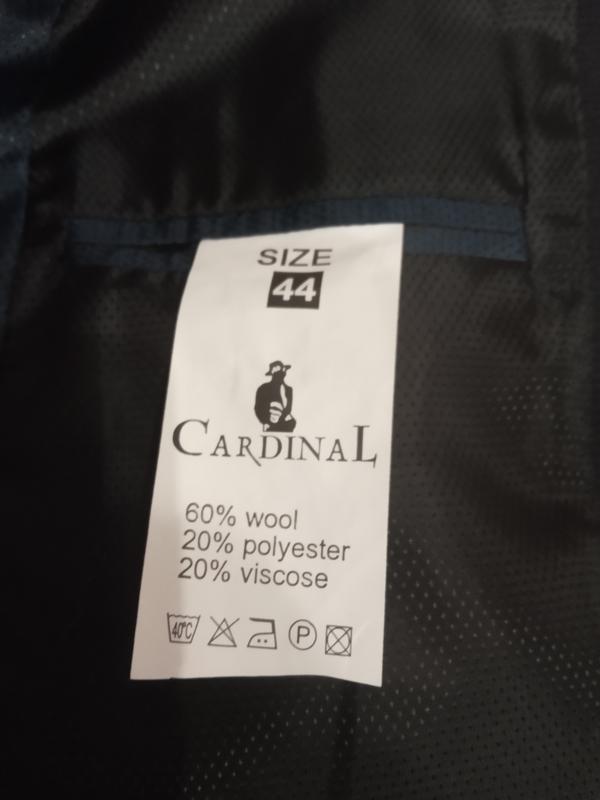 SIZE
44
CARDINAL
60% wool
20% polyester
20% viscose
40°C
P